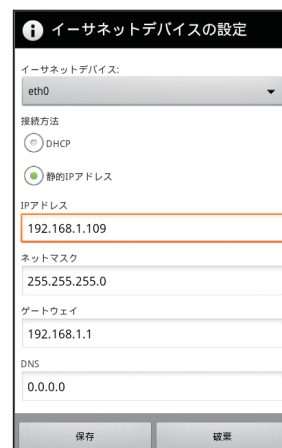 イーサネットデバイスの設定
イーサネットデバイス:
eth0
接続方法
DHCP
静的IPアドレス
IPアドレス
192.168.1.109
ネットマスク
255.255.255.0
ゲートウェイ
192.168.1.1
DNS
0.0.0.0
保存 破棄